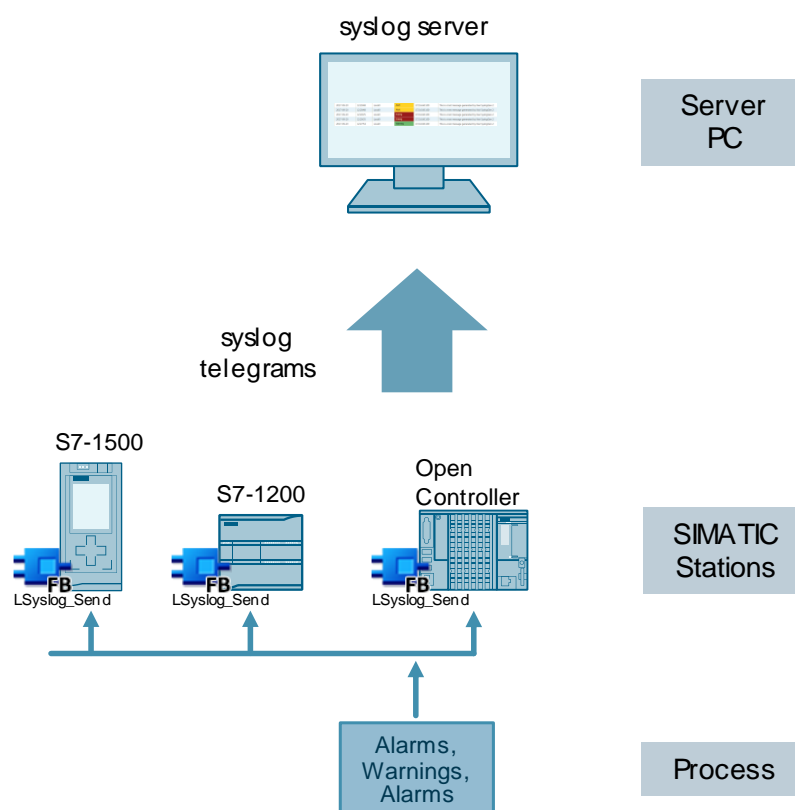 syslog server
Server
PC
syslog
telegrams
S7-1500
S7-1200
Open
Controller
FB
LSyslog_Send
FB
LSyslog_Send
FB
LSyslog_Send
SIMATIC
Stations
Alarms,
Warnings,
Alarms
Process